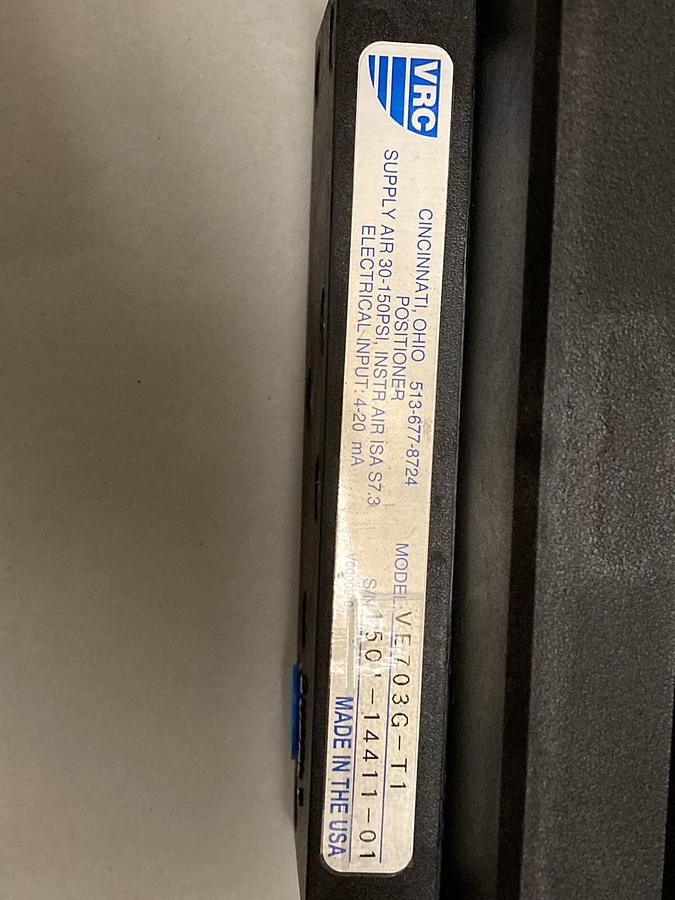 VRC
CINCINNATI, OHIO 513-677-8724
POSITIONER
SUPPLY AIR 30-150PSI, INSTR AIR ISA S7.3
ELECTRICAL INPUT: 4-20 mA
MODEL VE703G-T1
S/N
-14411-01
MADE IN THE USA